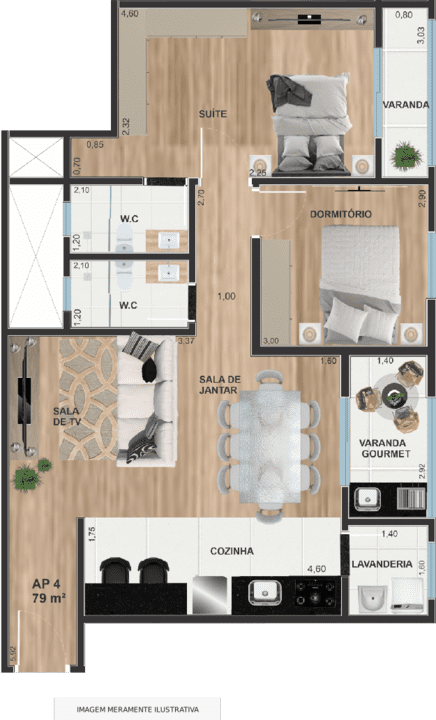 4,60
0,80
3,03
SUÍTE
VARANDA
2,32
0,85
0,70
2,25
2,10
2,70
2,90
W.C
DORMITÓRIO
1,20
2,10
1,00
W.C
1,20
3,37
3,00
1,60
1,40
SALA DE
JANTAR
SALA
DE TV
VARANDA
GOURMET
2,92
1,75
COZINHA
1,40
4,60
LAVANDERIA
1,60
AP 4
79 m²
5,92
IMAGEM MERAMENTE ILUSTRATIVA